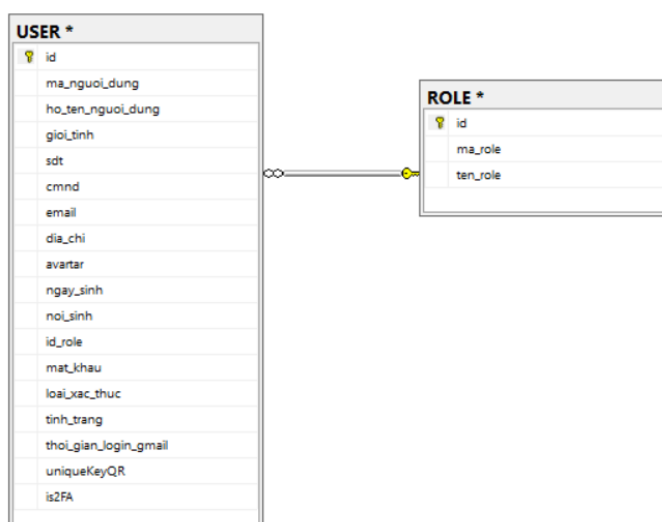 USER *
id
ma_nguoi_dung
ho_ten_nguoi_dung
gioi_tinh
sdt
cmnd
email
dia_chi
avartar
ngay_sinh
noi_sinh
id_role
mat_khau
loai_xac_thuc
tinh_trang
thoi_gian_login_gmail
uniqueKeyQR
is2FA
ROLE *
id
ma_role
ten_role